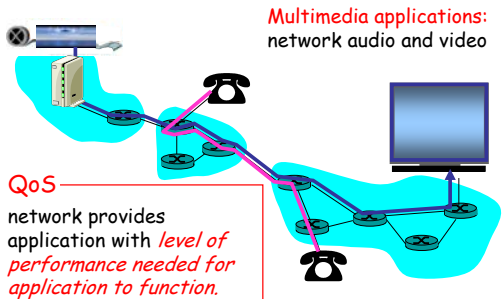 Multimedia applications:
network audio and video
QoS
network provides
application with level of
performance needed for
application to function.